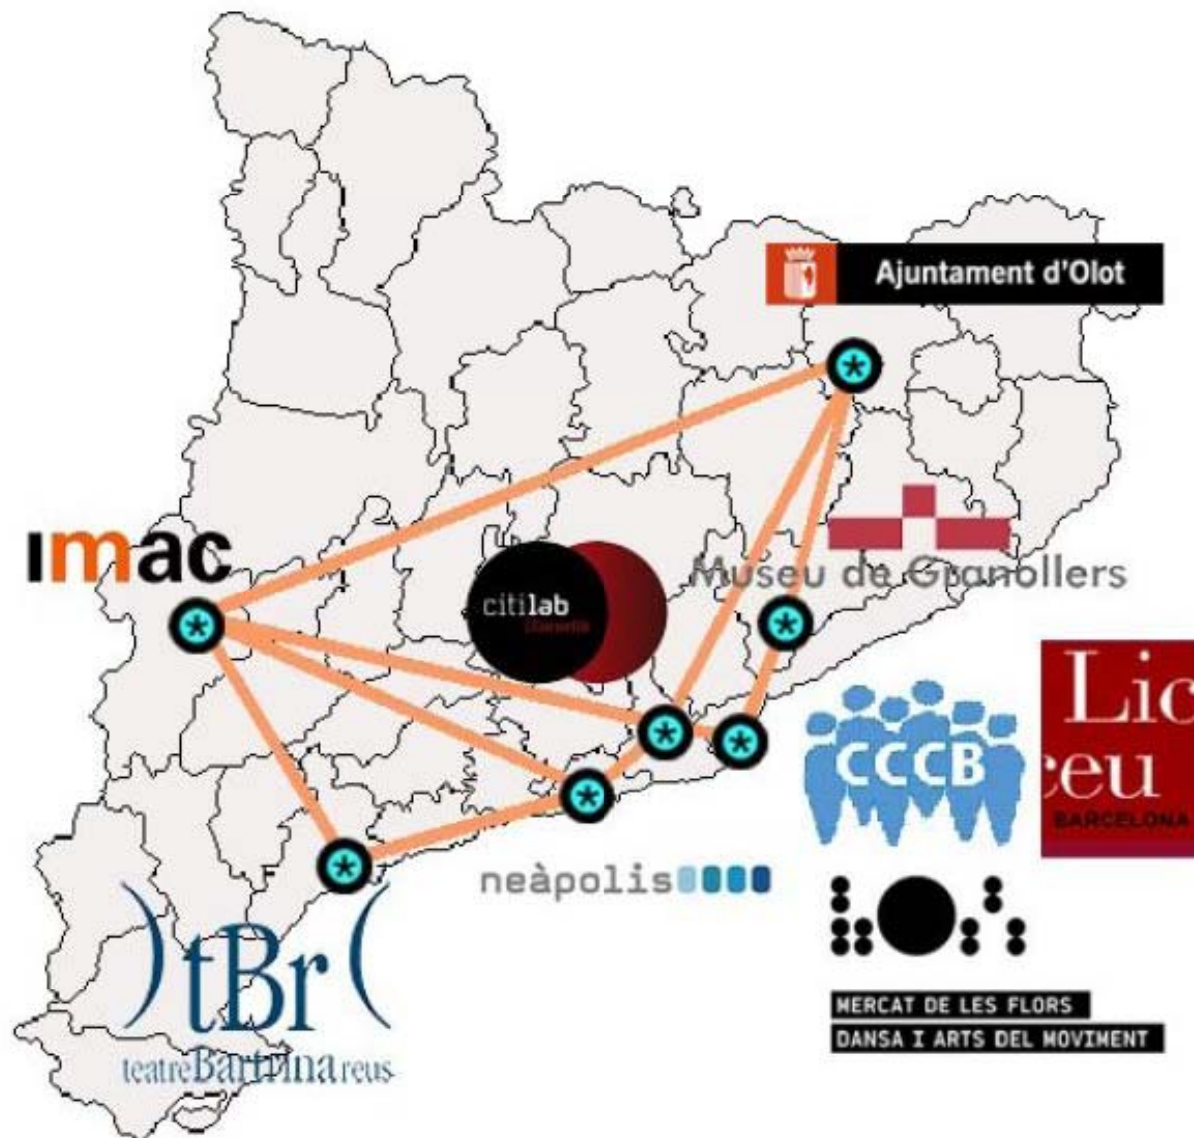 Ajuntament d'Olot
ımac
citilab
Museu de Granollers
Lic
ceu
BARCELONA
CCCB
neàpolis
)tBr(
teatreBartrinareus
MERCAT DE LES FLORS
DANSA I ARTS DEL MOVIMENT